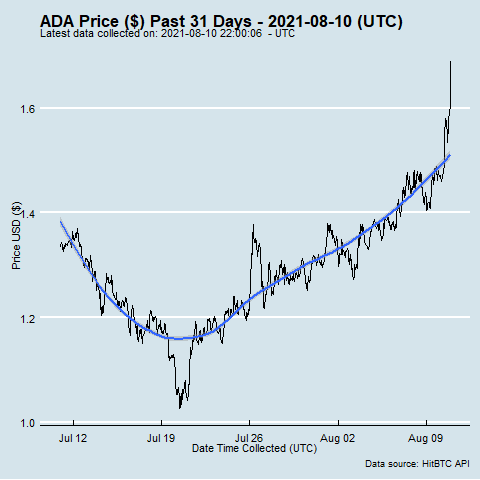 ADA Price ($) Past 31 Days - 2021-08-10 (UTC)
Latest data collected on: 2021-08-10 22:00:06  - UTC
1.6
1.4
1.2
1.0
Price USD ($)
Jul 12 Jul 19 Jul 26 Aug 02 Aug 09
Date Time Collected (UTC)
Data source: HitBTC API